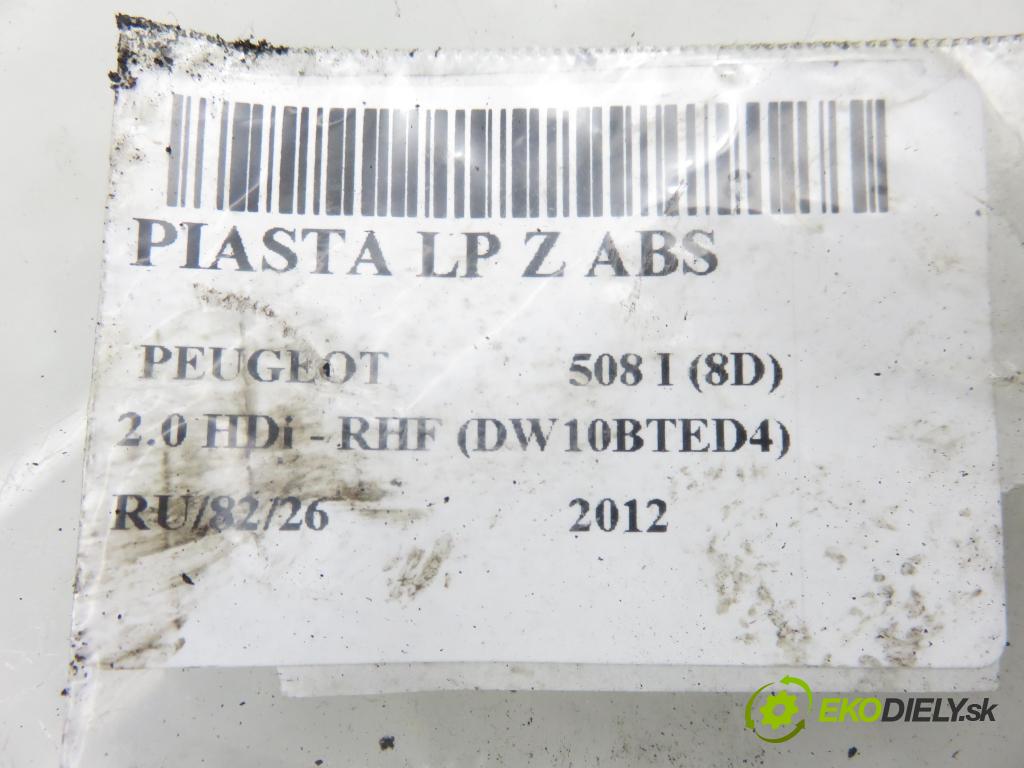 PIASTA LP Z ABS
PEUGEOT 508 I (8D)
2.0 HDi - RHF (DW10BTED4)
RU/82/26 2012
EKODIELY.sk